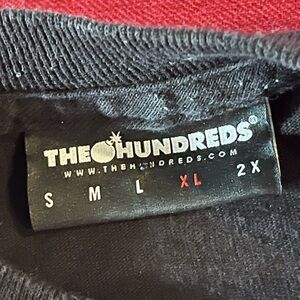 THE HUNDREDS®
WWW.THEHUNDREDS.COM
S M L XL 2X